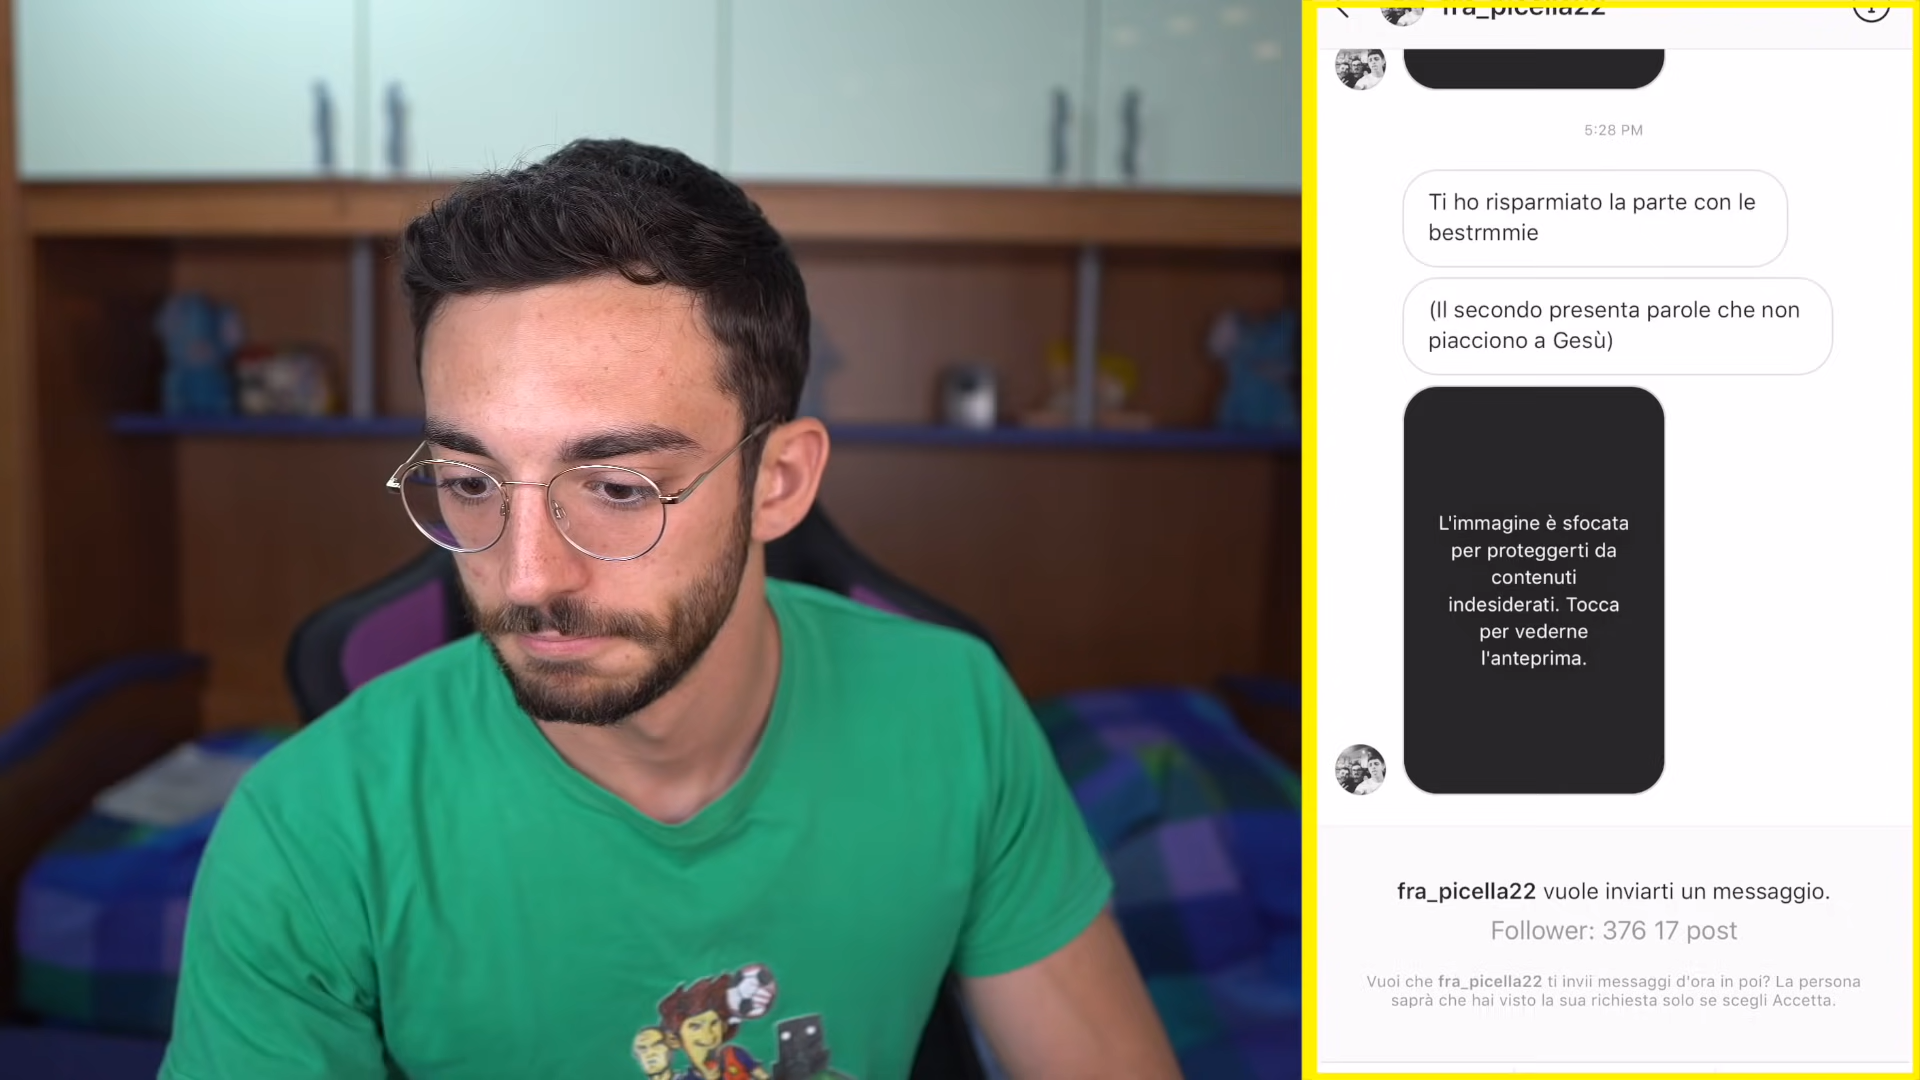 fra_picella22
5:28 PM
Ti ho risparmiato la parte con le
bestrmmie
(Il secondo presenta parole che non
piacciono a Gesù)
L'immagine è sfocata
per proteggerti da
contenuti
indesiderati. Tocca
per vederne
l'anteprima.
fra_picella22 vuole inviarti un messaggio.
Follower: 376 17 post
Vuoi che fra_picella22 ti invii messaggi d'ora in poi? La persona
saprà che hai visto la sua richiesta solo se scegli Accetta.